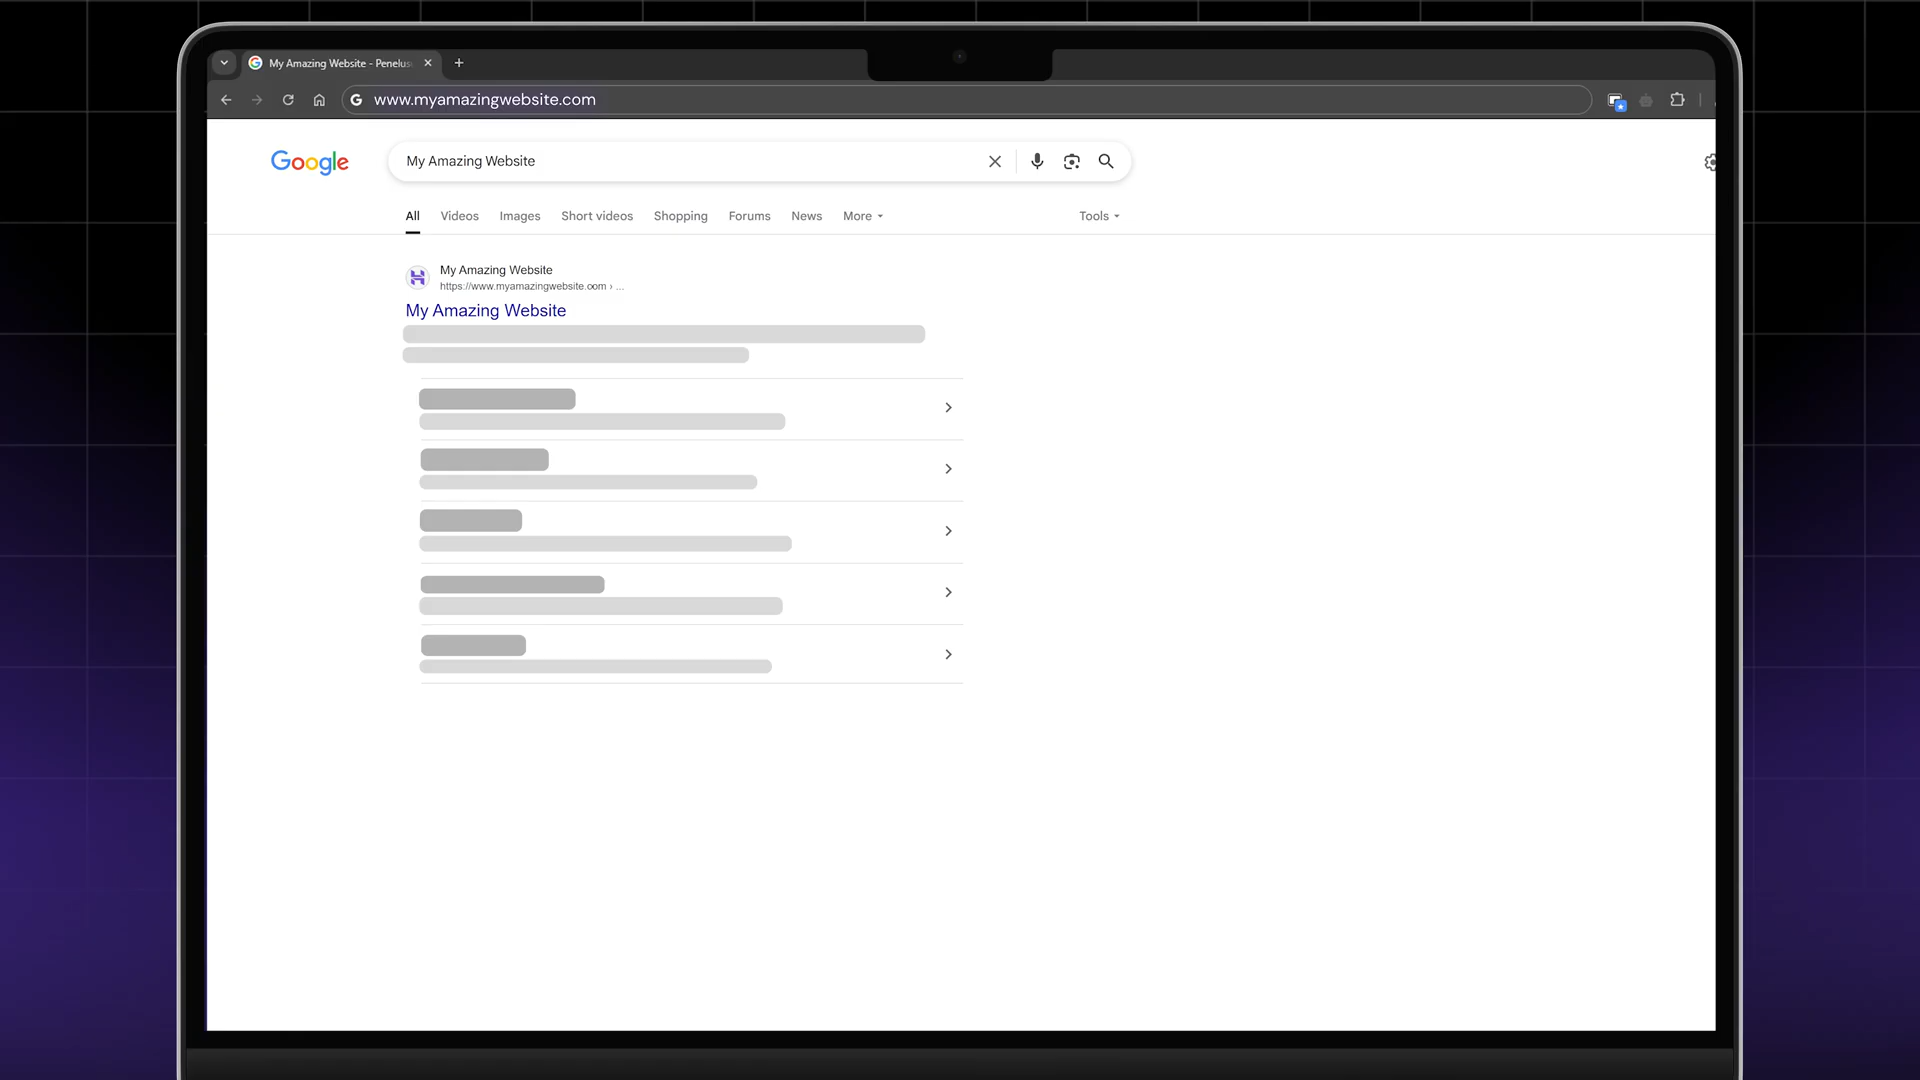 My Amazing Website - Penelus
www.myamazingwebsite.com
Google
My Amazing Website
All Videos Images Short videos Shopping Forums News More Tools
My Amazing Website
https://www.myamazingwebsite.com › ...
My Amazing Website